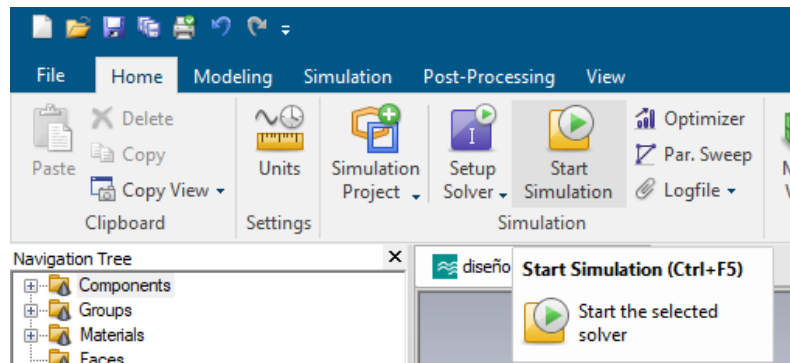 File Home Modeling Simulation Post-Processing View
Paste
Delete
Copy
Copy View
Clipboard
Units
Settings
Simulation
Project
Setup
Solver
Start
Simulation
Optimizer
Par. Sweep
Logfile
Simulation
Navigation Tree
Components
Groups
Materials
Faces
diseño
Start Simulation (Ctrl+F5)
Start the selected
solver